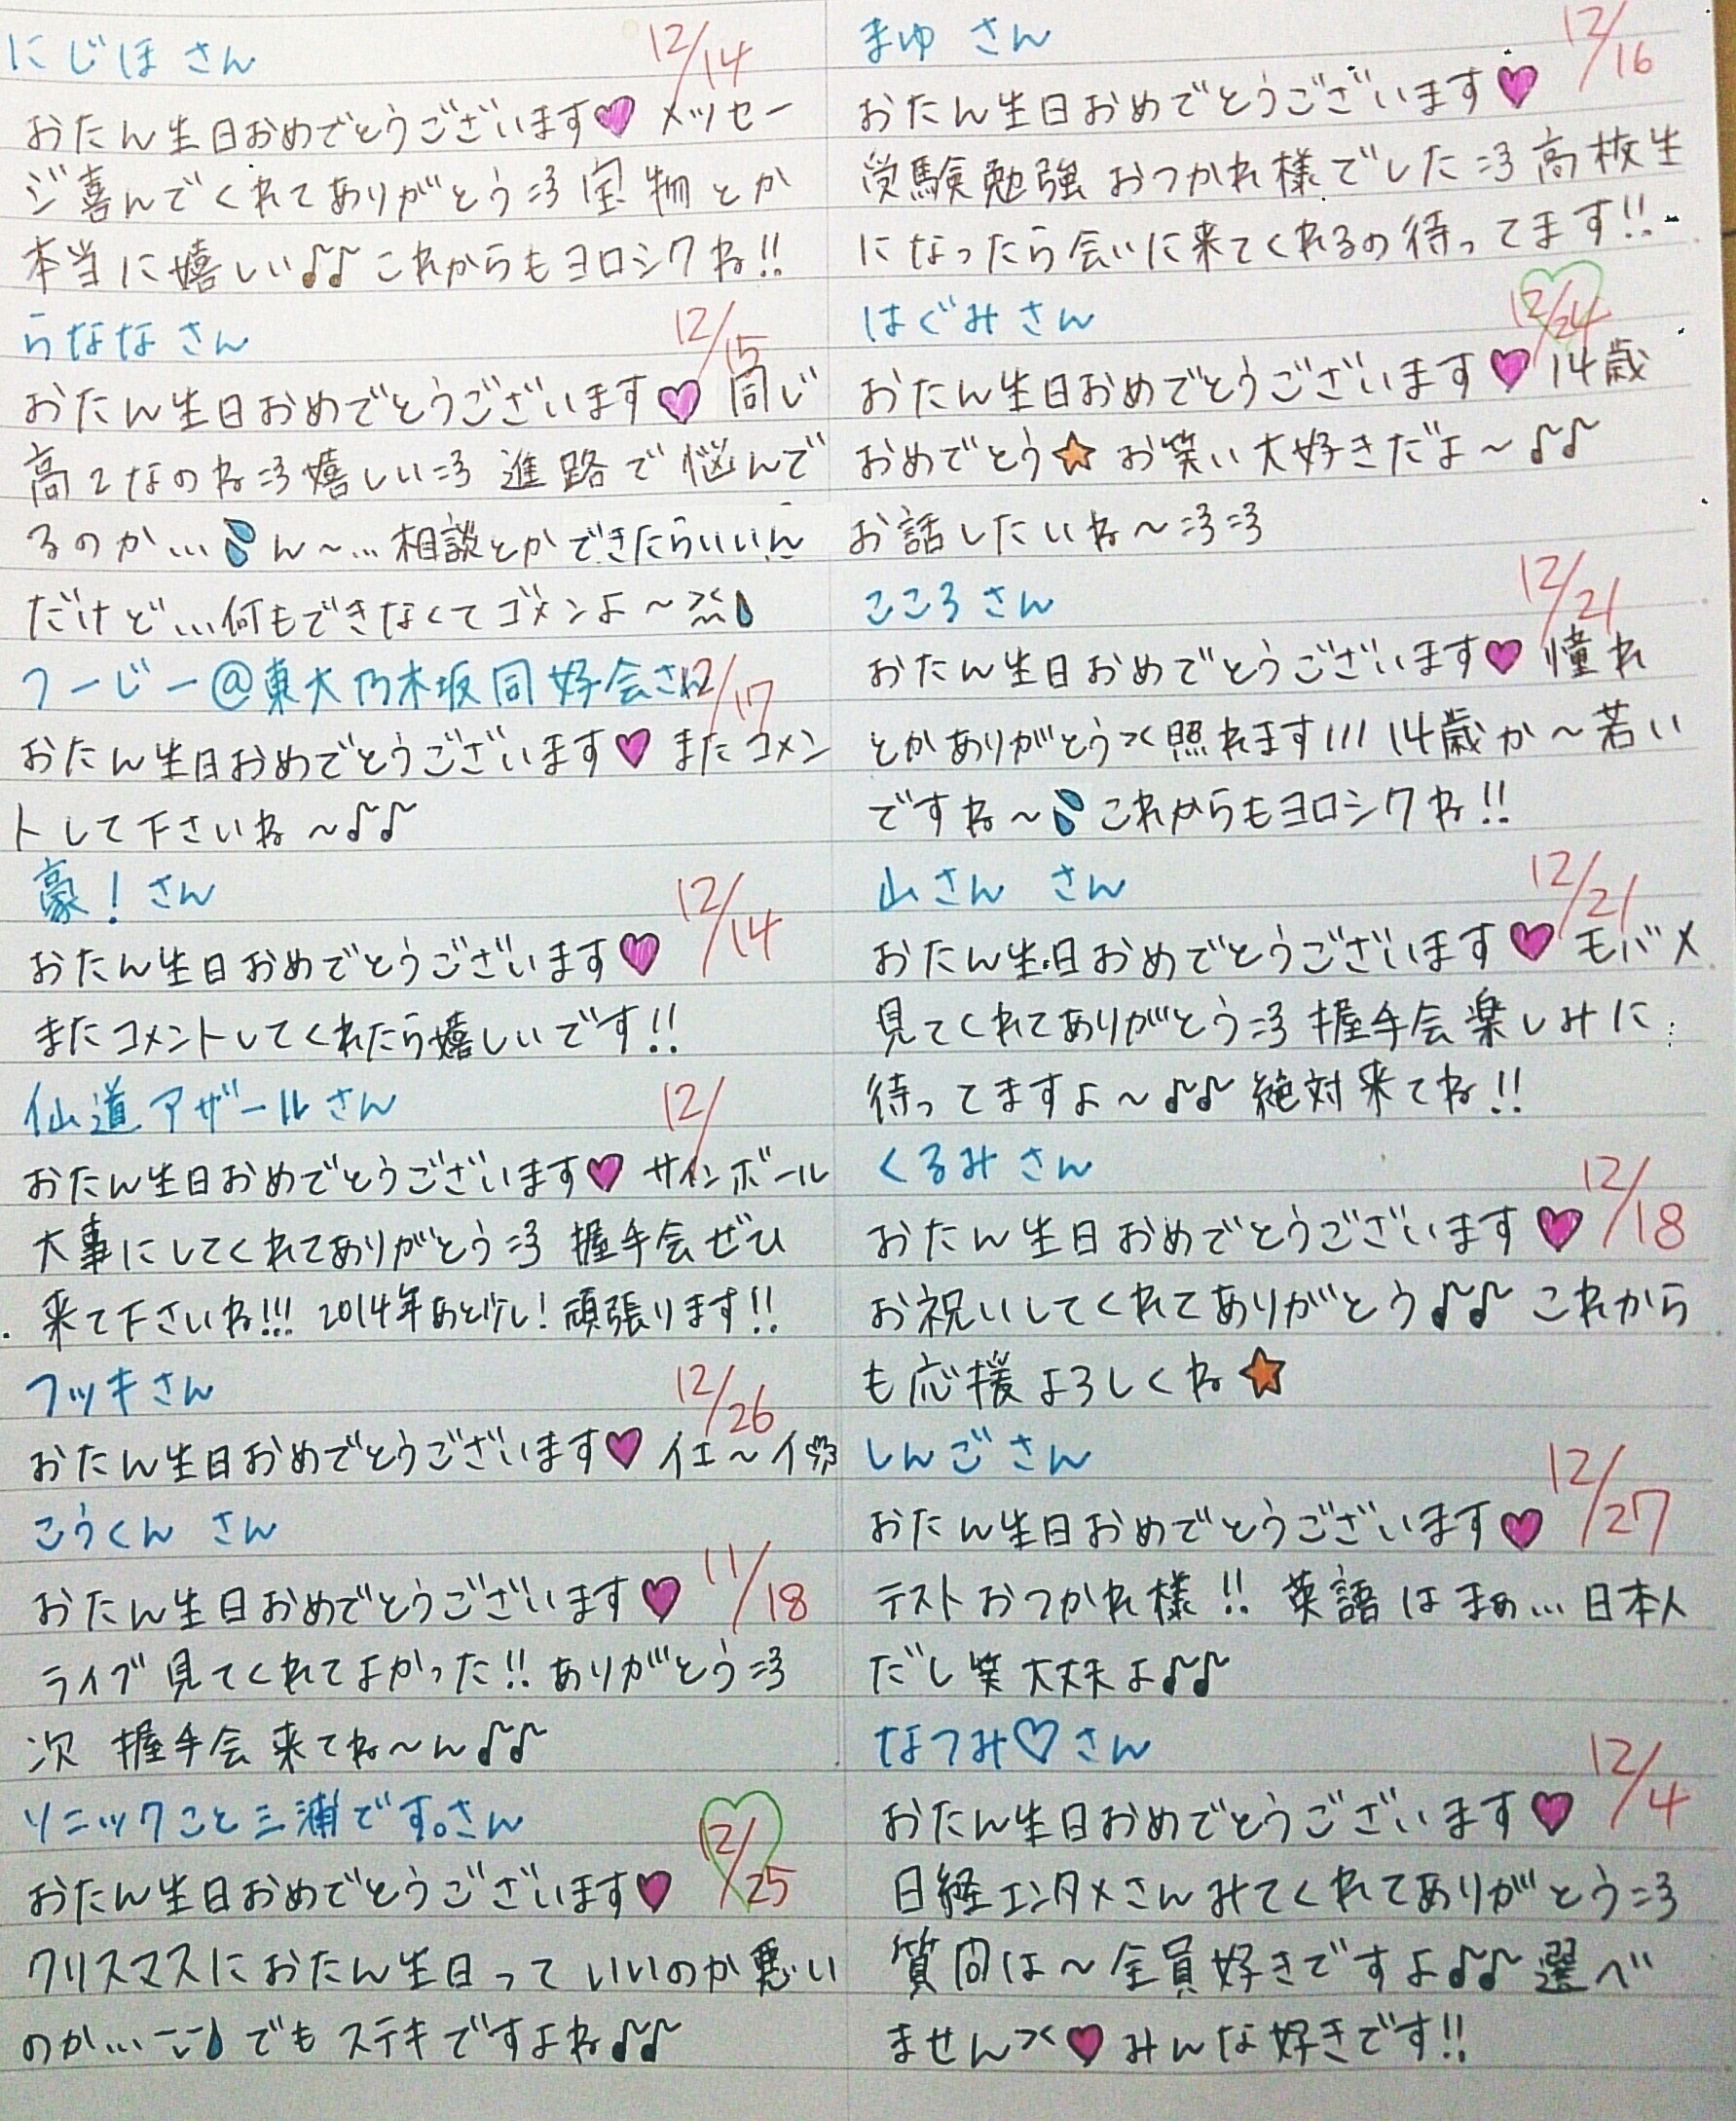 にじほさん 12/14
おたん生日おめでとうございます♥ メッセー
ジ喜んでくれてありがとう:3 宝物とか
本当に嬉しい♪♪ これからもヨロシクね!!
らななさん 12/15
おたん生日おめでとうございます♥ 同じ
高2なのね:3 嬉しい:3 進路で悩んで
るのか...💦ん〜...相談とかできたらいいん
だけど...何もできなくてゴメンよ〜
つーじー@東大乃木坂同好会さん 12/17
おたん生日おめでとうございます♥ またコメン
トして下さいね〜♪♪
豪!さん 12/14
おたん生日おめでとうございます♥
またコメントしてくれたら嬉しいです!!
仙道アザールさん 12/
おたん生日おめでとうございます♥ サインボール
大事にしてくれてありがとう:3 握手会ぜひ
来て下さいね!!! 2014年あと少し!頑張ります!!
フッキさん 12/26
おたん生日おめでとうございます♥ イエ〜イ
こうくん さん 11/18
おたん生日おめでとうございます♥
ライブ見てくれてよかった!! ありがとう:3
次 握手会 来てね〜ん♪♪
ソニックこと三浦です。さん 12/25
おたん生日おめでとうございます♥
クリスマスにおたん生日って いいのか悪い
のか... でも ステキですよね♪♪
まゆ さん 12/16
おたん生日おめでとうございます♥
受験勉強おつかれ様でした:3 高校生
になったら会いに来てくれるの待ってます!!
はぐみさん 12/24
おたん生日おめでとうございます♥ 14歳
おめでとう★ お笑い大好きだよ〜♪♪
お話したいね〜:3:3
こころさん 12/21
おたん生日おめでとうございます♥ 憧れ
とかありがとう>< 照れます/// 14歳か〜若い
ですね〜💦これからもヨロシクね!!
山さん さん 12/21
おたん生日おめでとうございます♥ モバメ
見てくれてありがとう:3 握手会楽しみに
待ってますよ〜♪♪ 絶対来てね!!
くるみさん 12/18
おたん生日おめでとうございます♥
お祝いしてくれてありがとう♪♪ これから
も応援よろしくね★
しんごさん 12/27
おたん生日おめでとうございます♥
テストおつかれ様!! 英語はまぁ...日本人
だし笑 大丈夫よ♪♪
なつみ♡さん 12/4
おたん生日おめでとうございます♥
日経エンタメさんみてくれてありがとう:3
質問は〜全員好きですよ♪♪ 選べ
ません><♥ みんな好きです!!